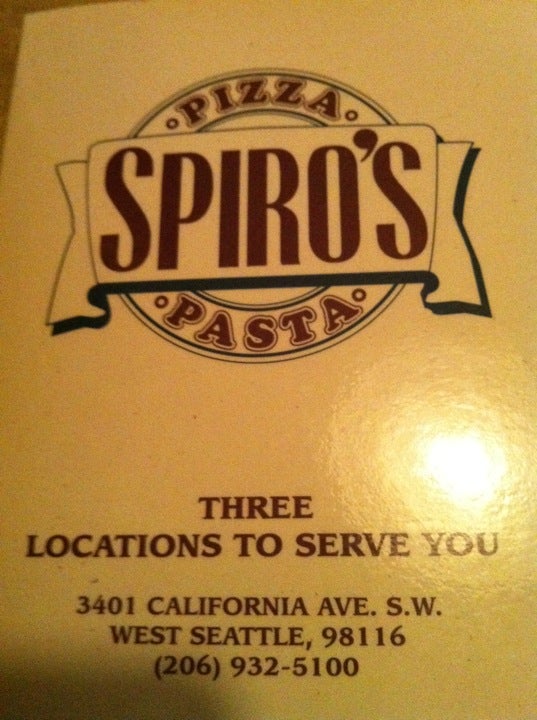 PIZZA
SPIRO'S
PASTA
THREE
LOCATIONS TO SERVE YOU
3401 CALIFORNIA AVE. S.W.
WEST SEATTLE, 98116
(206) 932-5100